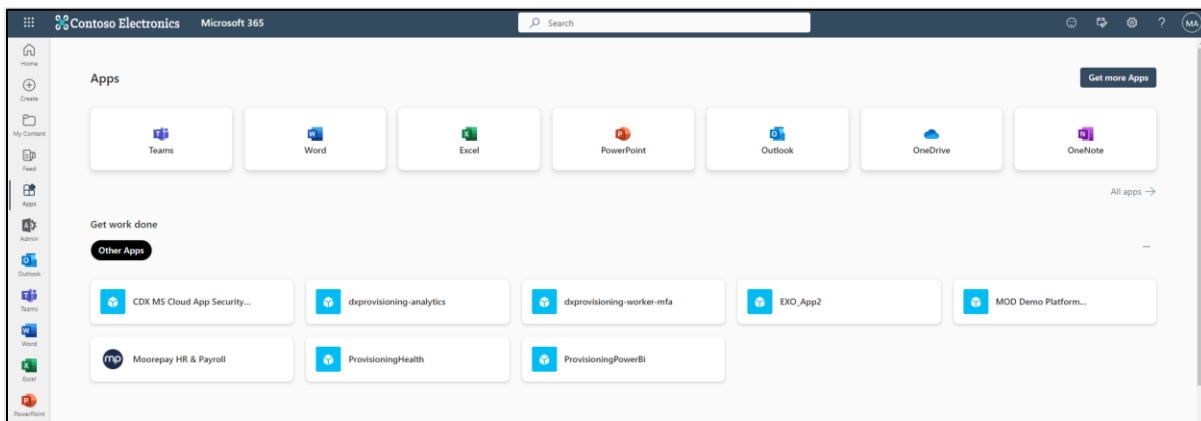 Contoso Electronics Microsoft 365 Search ? MA
Home
Create
My Content
Feed
Apps
Admin
Outlook
Teams
Word
Excel
PowerPoint
Apps
Get more Apps
Teams
Word
Excel
PowerPoint
Outlook
OneDrive
OneNote
All apps →
Get work done
Other Apps
...
CDX MS Cloud App Security...
dxprovisioning-analytics
dxprovisioning-worker-mfa
EXO_App2
MOD Demo Platform...
mp Moorepay HR & Payroll
ProvisioningHealth
ProvisioningPowerBi